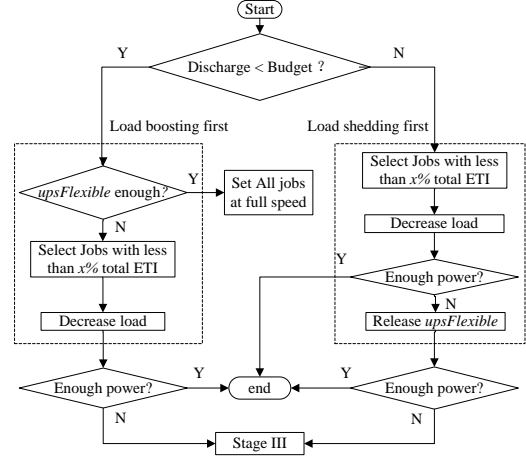 Start
Y
Discharge < Budget ?
N
Load boosting first
Load shedding first
upsFlexible enough?
Y
Set All jobs
at full speed
N
Select Jobs with less
than x% total ETI
Decrease load
Enough power?
Y
N
Select Jobs with less
than x% total ETI
Decrease load
Y
Enough power?
N
Release upsFlexible
Enough power?
Y
N
end
Stage III